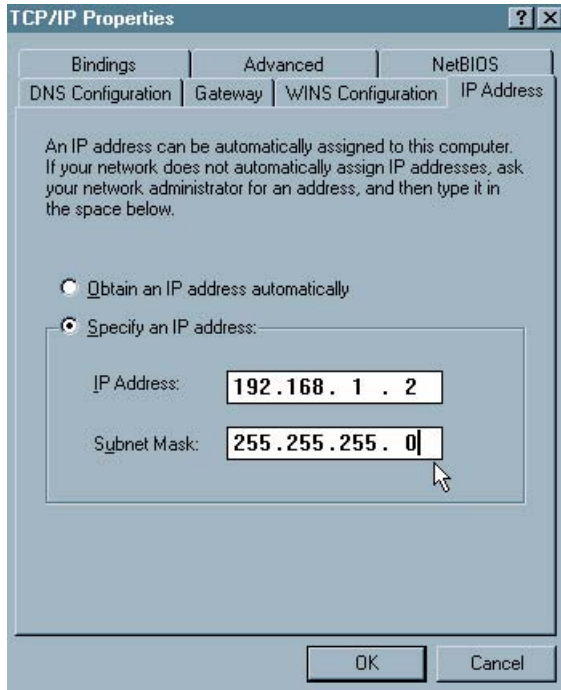 TCP/IP Properties
? ×
Bindings Advanced NetBIOS
DNS Configuration Gateway WINS Configuration IP Address
An IP address can be automatically assigned to this computer.
If your network does not automatically assign IP addresses, ask
your network administrator for an address, and then type it in
the space below.
Obtain an IP address automatically
Specify an IP address:
IP Address: 192.168. 1 . 2
Subnet Mask: 255.255.255. 0
OK Cancel